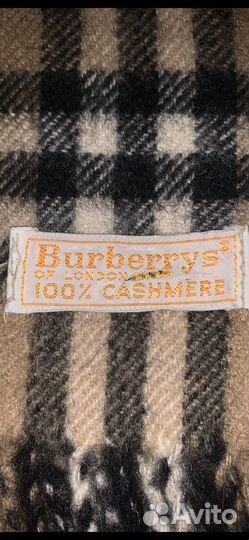 Burberrys®
OF LONDON
100% CASHMERE
Avito